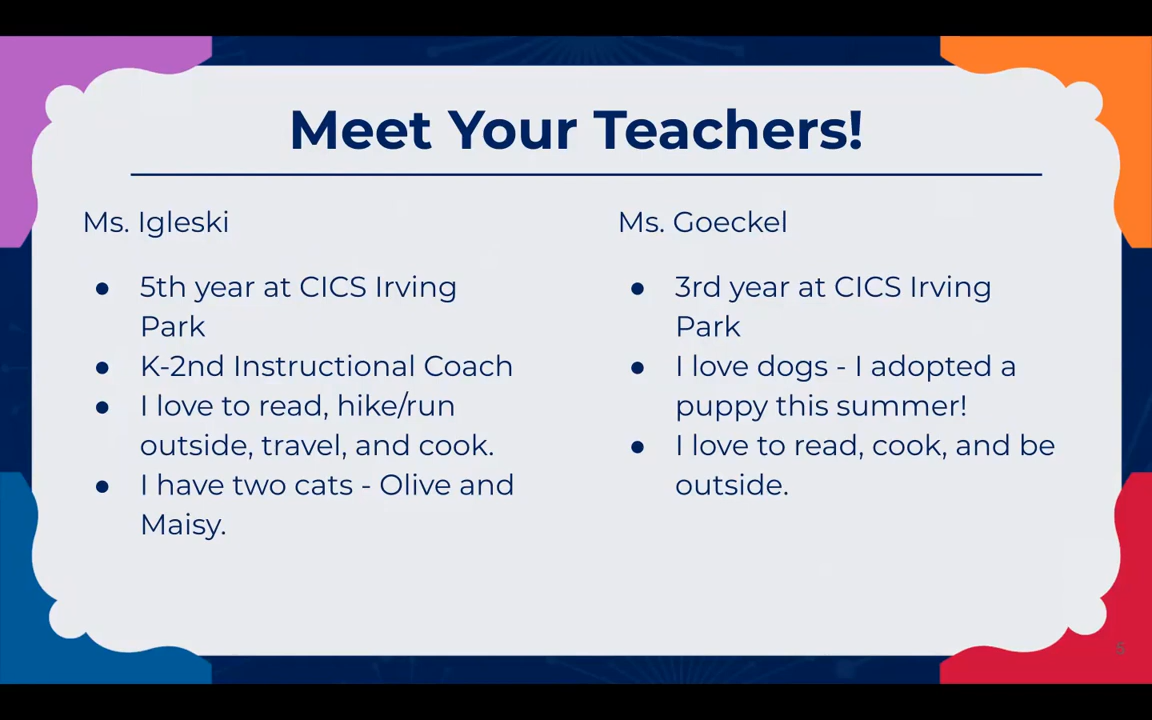 Meet Your Teachers!
Ms. Igleski
● 5th year at CICS Irving
Park
● K-2nd Instructional Coach
● I love to read, hike/run
outside, travel, and cook.
● I have two cats - Olive and
Maisy.
Ms. Goeckel
● 3rd year at CICS Irving
Park
● I love dogs - I adopted a
puppy this summer!
● I love to read, cook, and be
outside.
5